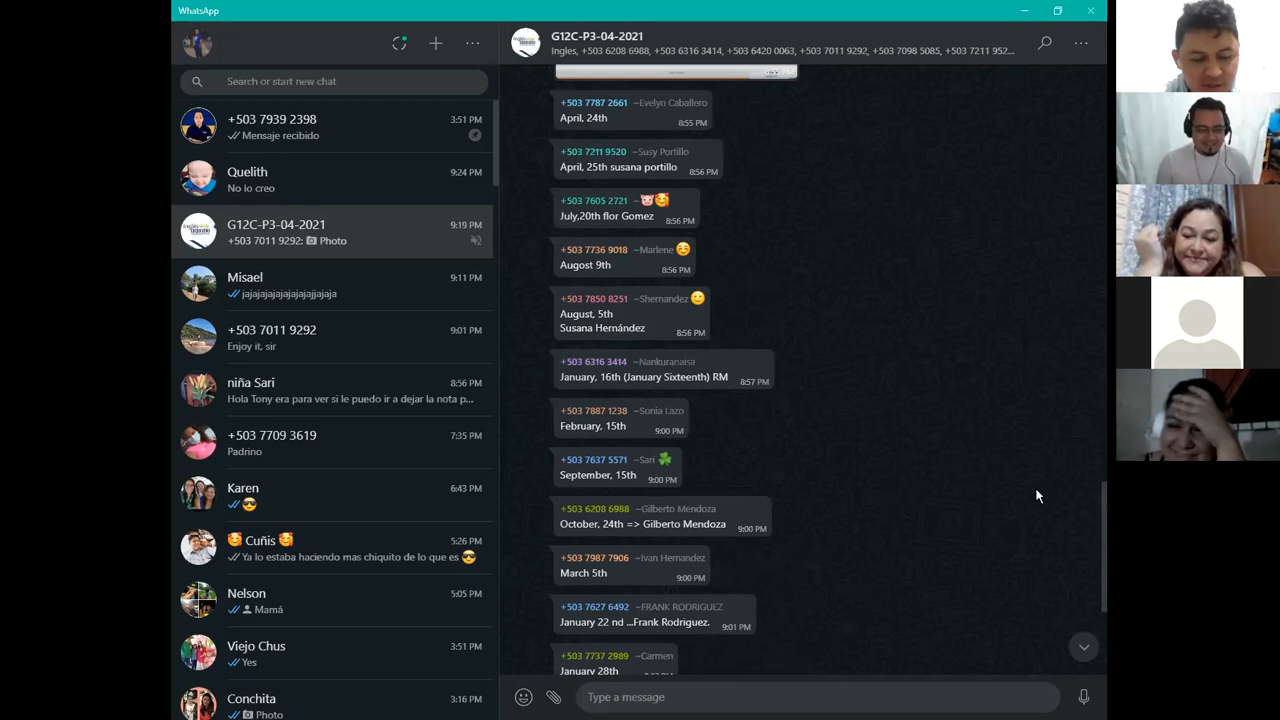 WhatsApp
Search or start new chat
+503 7939 2398
3:51 PM
Mensaje recibido
Quelith
9:24 PM
No lo creo
G12C-P3-04-2021
9:19 PM
+503 7011 9292: Photo
Misael
9:11 PM
jajajajajajajajajjajaja
+503 7011 9292
9:01 PM
Enjoy it, sir
niña Sari
8:56 PM
Hola Tony era para ver si le puedo ir a dejar la nota p...
+503 7709 3619
7:35 PM
Padrino
Karen
6:43 PM
Cuñis
5:26 PM
Ya lo estaba haciendo mas chiquito de lo que es
Nelson
5:05 PM
Mamá
Viejo Chus
3:51 PM
Yes
Conchita
3:16 PM
Photo
G12C-P3-04-2021
Ingles, +503 6208 6988, +503 6316 3414, +503 6420 0063, +503 7011 9292, +503 7098 5085, +503 7211 952...
+503 7787 2661 ~Evelyn Caballero
April, 24th
8:55 PM
+503 7211 9520 ~Susy Portillo
April, 25th susana portillo
8:56 PM
+503 7605 2721 ~
July,20th flor Gomez
8:56 PM
+503 7736 9018 ~Marlene
Augost 9th
8:56 PM
+503 7850 8251 ~Shernandez
August, 5th
Susana Hernández
8:56 PM
+503 6316 3414 ~Nankuranaisa
January, 16th (January Sixteenth) RM
8:57 PM
+503 7887 1238 ~Sonia Lazo
February, 15th
9:00 PM
+503 7637 5571 ~Sari
September, 15th
9:00 PM
+503 6208 6988 ~Gilberto Mendoza
October, 24th => Gilberto Mendoza
9:00 PM
+503 7987 7906 ~Ivan Hernandez
March 5th
9:00 PM
+503 7627 6492 ~FRANK RODRIGUEZ
January 22 nd ...Frank Rodriguez.
9:01 PM
+503 7737 2989 ~Carmen
January 28th
Type a message